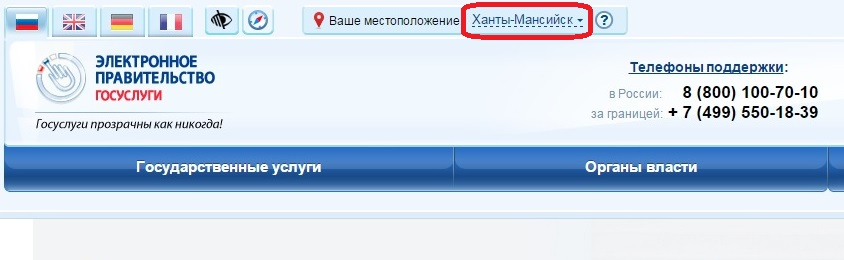 Ваше местоположение Ханты-Мансийск ?
ЭЛЕКТРОННОЕ
ПРАВИТЕЛЬСТВО
ГОСУСЛУГИ
Госуслуги прозрачны как никогда!
Телефоны поддержки:
в России: 8 (800) 100-70-10
за границей: + 7 (499) 550-18-39
Государственные услуги Органы власти